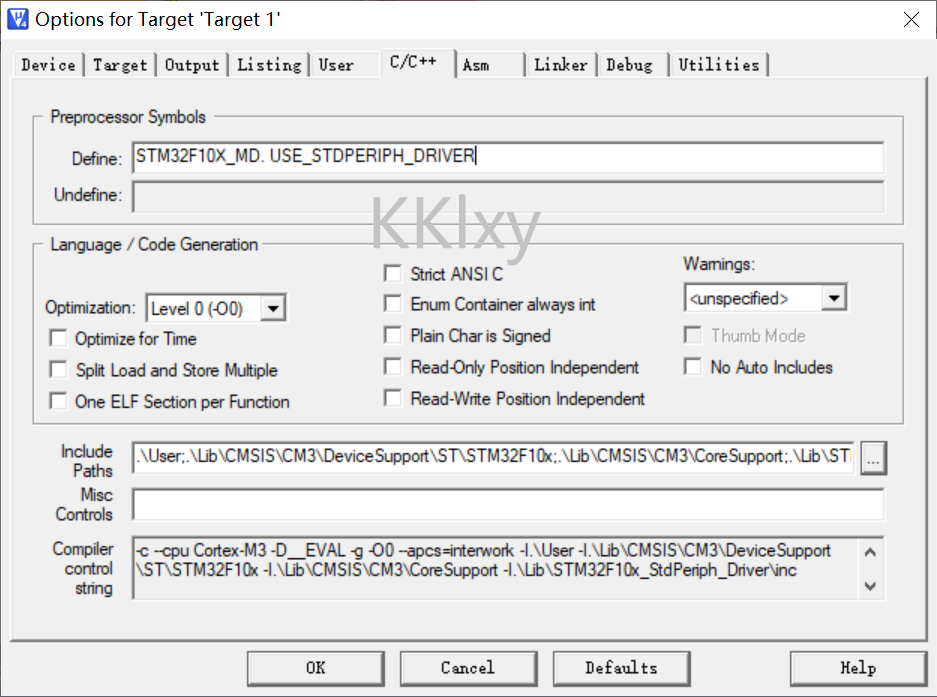 Options for Target 'Target 1'
Device Target Output Listing User C/C++ Asm Linker Debug Utilities
Preprocessor Symbols
Define: STM32F10X_MD. USE_STDPERIPH_DRIVER
Undefine:
KKlxy
Language / Code Generation
Optimization: Level 0 (-O0)
Optimize for Time
Split Load and Store Multiple
One ELF Section per Function
Strict ANSI C
Enum Container always int
Plain Char is Signed
Read-Only Position Independent
Read-Write Position Independent
Warnings:
<unspecified>
Thumb Mode
No Auto Includes
Include
Paths
.\User;.\Lib\CMSIS\CM3\DeviceSupport\ST\STM32F10x;.\Lib\CMSIS\CM3\CoreSupport;.\Lib\STI
...
Misc
Controls
Compiler
control
string
-c --cpu Cortex-M3 -D__EVAL -g -O0 --apcs=interwork -I.\User -I.\Lib\CMSIS\CM3\DeviceSupport
\ST\STM32F10x -I.\Lib\CMSIS\CM3\CoreSupport -I.\Lib\STM32F10x_StdPeriph_Driver\inc
OK Cancel Defaults Help